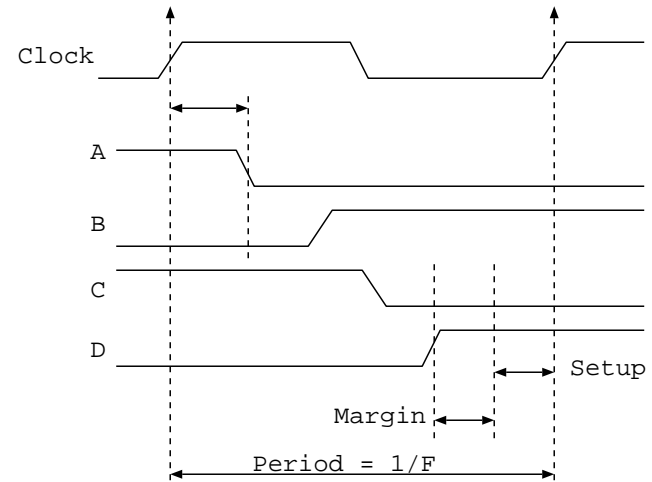 Clock
A
B
C
D
Setup
Margin
Period = 1/F